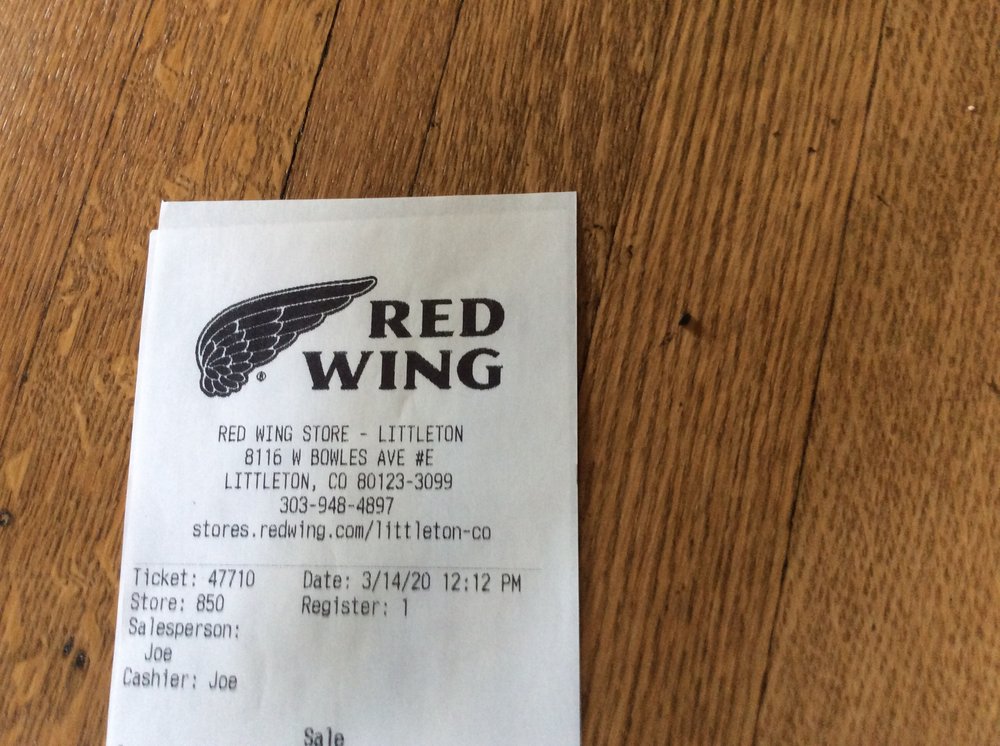 RED
WING
®
RED WING STORE - LITTLETON
8116 W BOWLES AVE #E
LITTLETON, CO 80123-3099
303-948-4897
stores.redwing.com/littleton-co
Ticket: 47710 Date: 3/14/20 12:12 PM
Store: 850 Register: 1
Salesperson:
Joe
Cashier: Joe
Sale